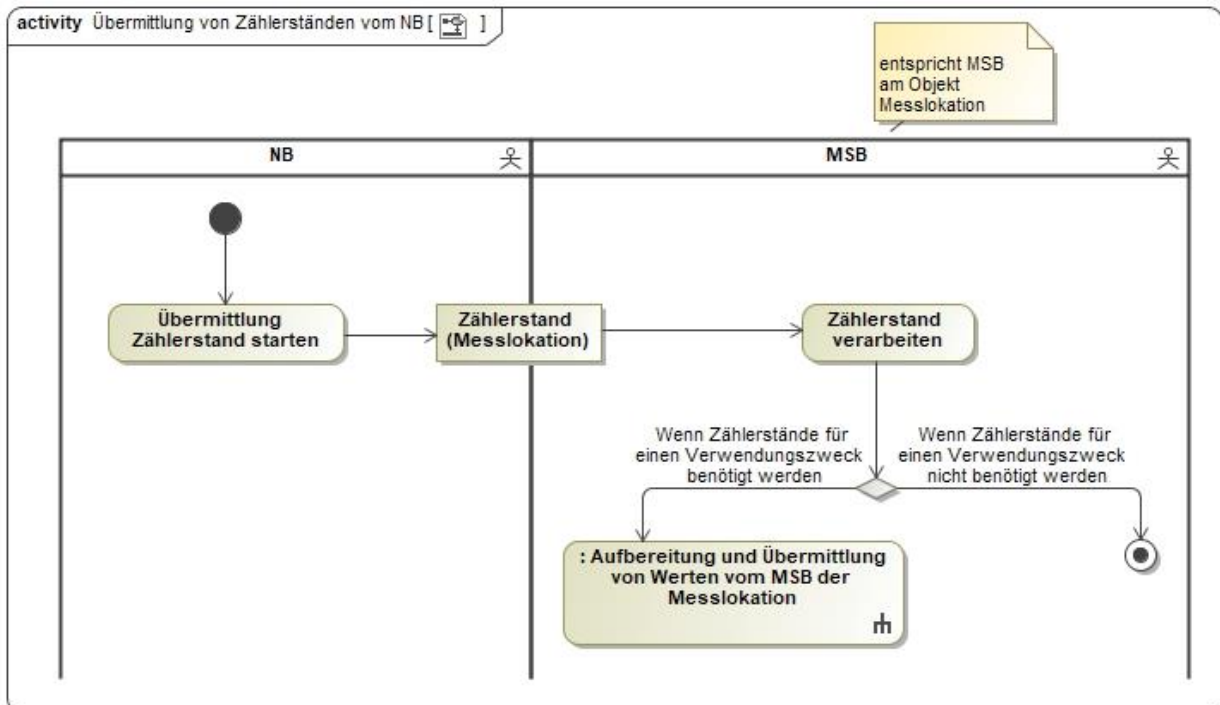 activity Übermittlung von Zählerständen vom NB [ ]
entspricht MSB
am Objekt
Messlokation
NB
MSB
Übermittlung
Zählerstand starten
Zählerstand
(Messlokation)
Zählerstand
verarbeiten
Wenn Zählerstände für
einen Verwendungszweck
benötigt werden
Wenn Zählerstände für
einen Verwendungszweck
nicht benötigt werden
: Aufbereitung und Übermittlung
von Werten vom MSB der
Messlokation